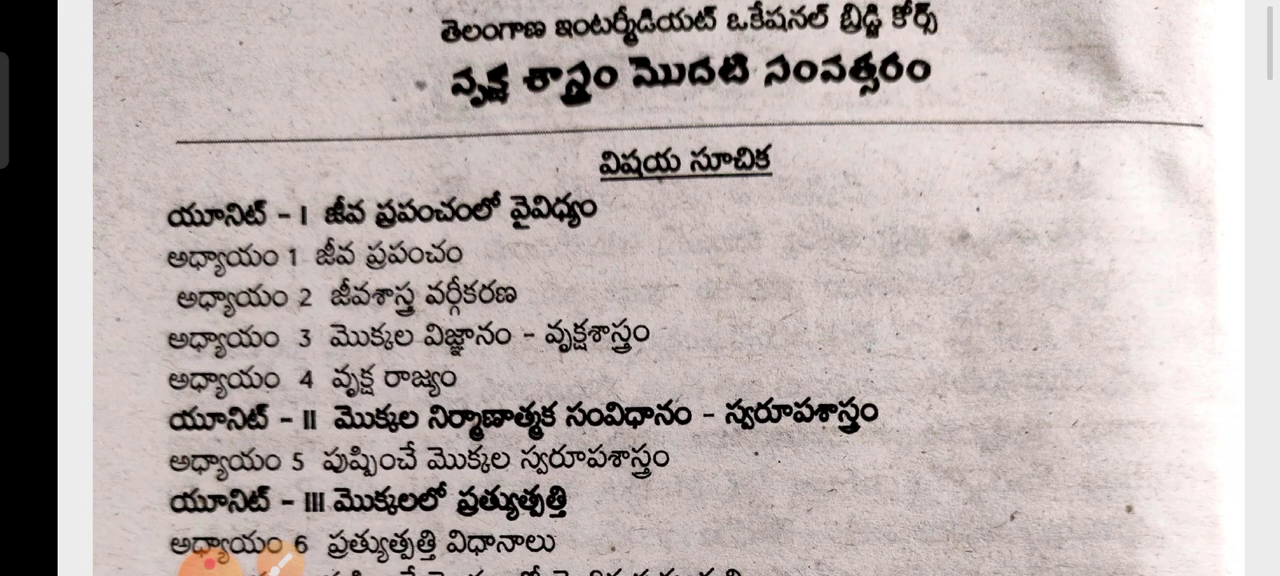 తెలంగాణ ఇంటర్మీడియట్ ఒకేషనల్ బ్రిడ్జి కోర్స్
వృక్ష శాస్త్రం మొదటి సంవత్సరం
విషయ సూచిక
యూనిట్ - I జీవ ప్రపంచంలో వైవిధ్యం
అధ్యాయం 1 జీవ ప్రపంచం
అధ్యాయం 2 జీవశాస్త్ర వర్గీకరణ
అధ్యాయం 3 మొక్కల విజ్ఞానం - వృక్షశాస్త్రం
అధ్యాయం 4 వృక్ష రాజ్యం
యూనిట్ - II మొక్కల నిర్మాణాత్మక సంవిధానం - స్వరూపశాస్త్రం
అధ్యాయం 5 పుష్పించే మొక్కల స్వరూపశాస్త్రం
యూనిట్ - III మొక్కలలో ప్రత్యుత్పత్తి
అధ్యాయం 6 ప్రత్యుత్పత్తి విధానాలు